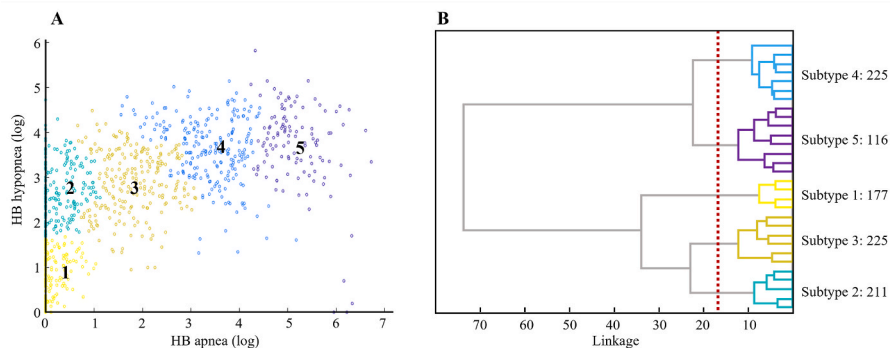 A
HB hypopnea (log)
6
5
4
3
2
1
0
1
2
3
4
5
0 1 2 3 4 5 6 7
HB apnea (log)
B
Subtype 4: 225
Subtype 5: 116
Subtype 1: 177
Subtype 3: 225
Subtype 2: 211
70 60 50 40 30 20 10
Linkage